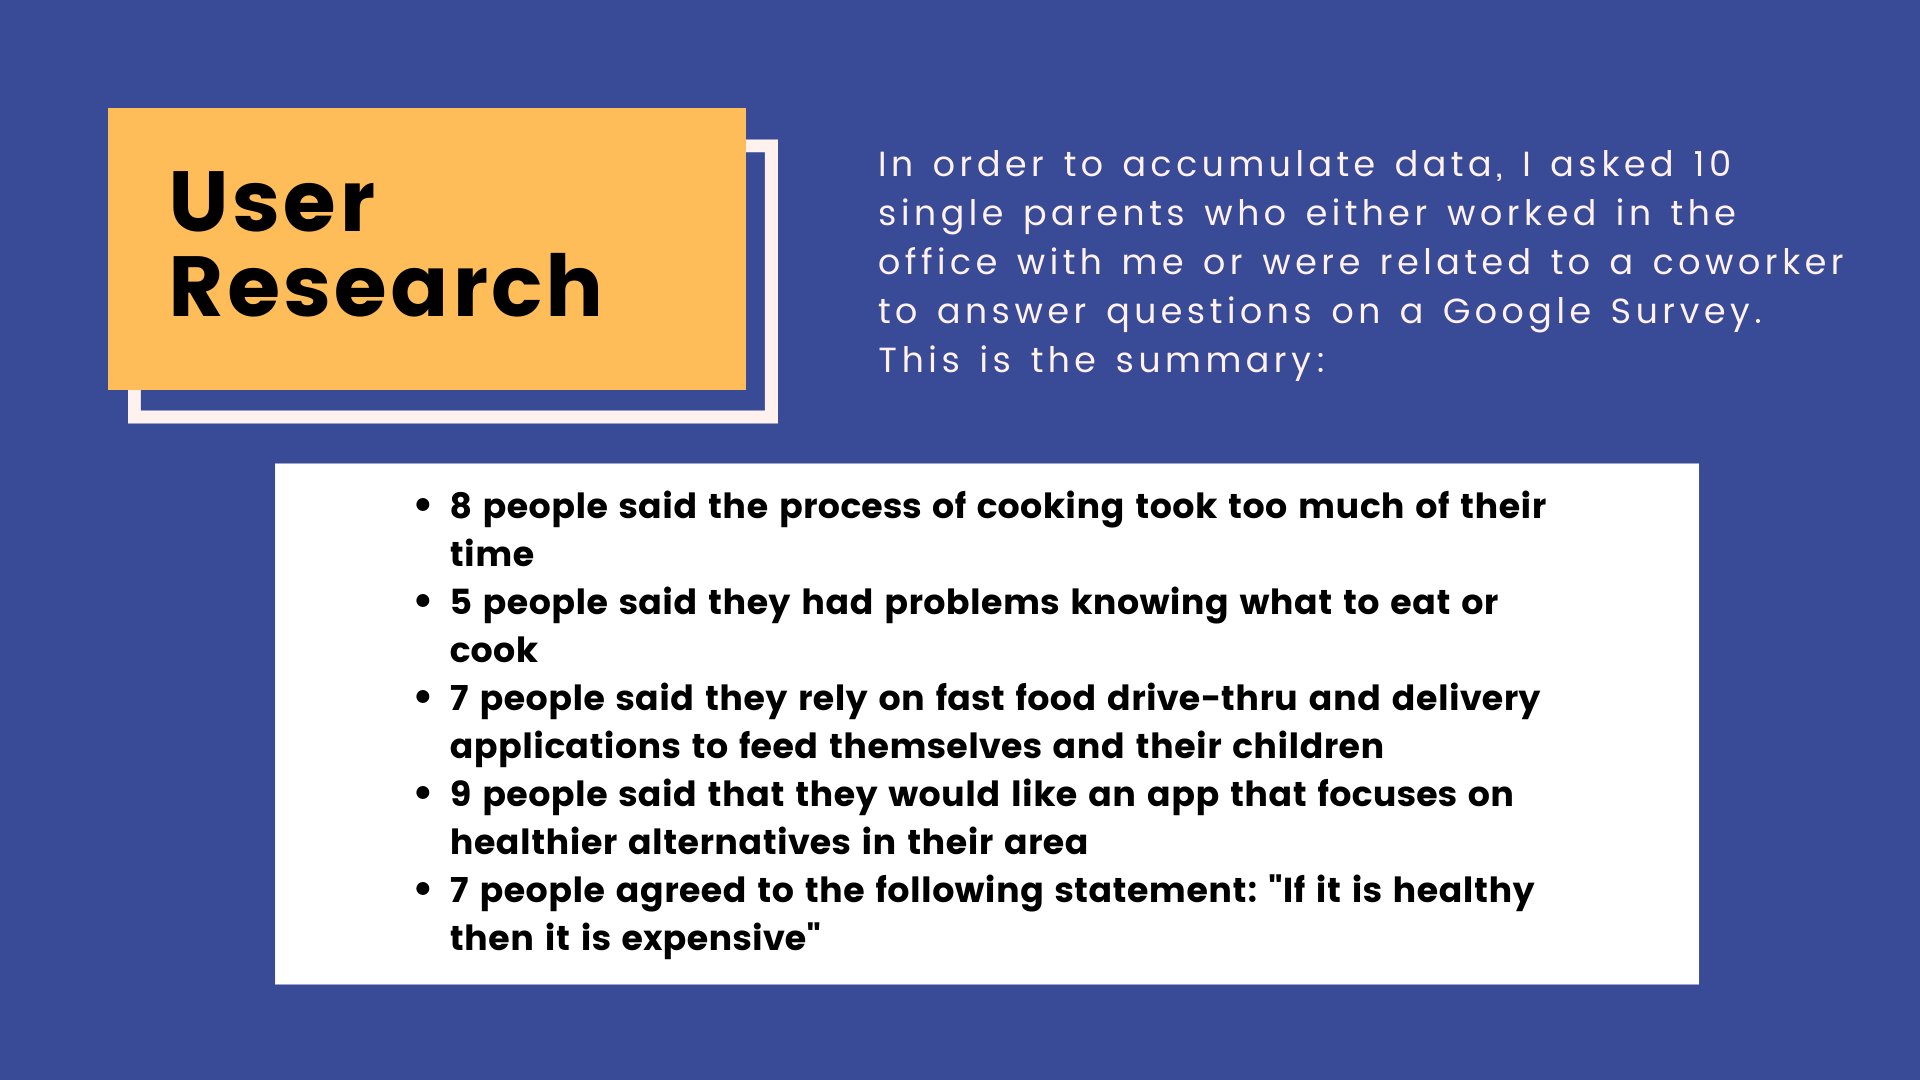 User
Research
In order to accumulate data, I asked 10
single parents who either worked in the
office with me or were related to a coworker
to answer questions on a Google Survey.
This is the summary:
• 8 people said the process of cooking took too much of their
time
• 5 people said they had problems knowing what to eat or
cook
• 7 people said they rely on fast food drive-thru and delivery
applications to feed themselves and their children
• 9 people said that they would like an app that focuses on
healthier alternatives in their area
• 7 people agreed to the following statement: "If it is healthy
then it is expensive"